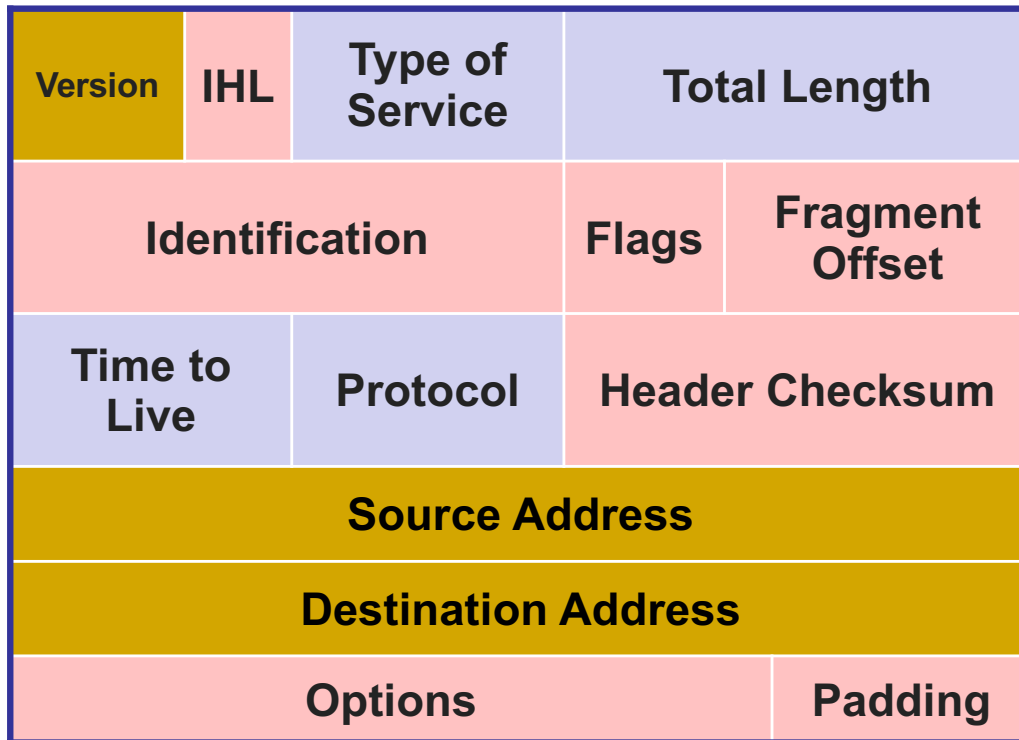 Version
IHL
Type of
Service
Total Length
Identification
Flags
Fragment
Offset
Time to
Live
Protocol
Header Checksum
Source Address
Destination Address
Options
Padding